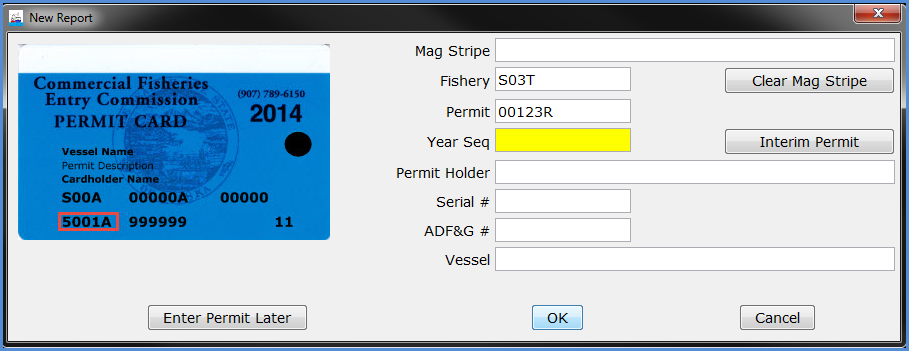 New Report
Commercial Fisheries
Entry Commission
PERMIT CARD
(907) 789-6150
2014
Vessel Name
Permit Description
Cardholder Name
S00A 00000A 00000
5001A 999999 11
Mag Stripe
Fishery S03T Clear Mag Stripe
Permit 00123R
Year Seq Interim Permit
Permit Holder
Serial #
ADF&G #
Vessel
Enter Permit Later OK Cancel